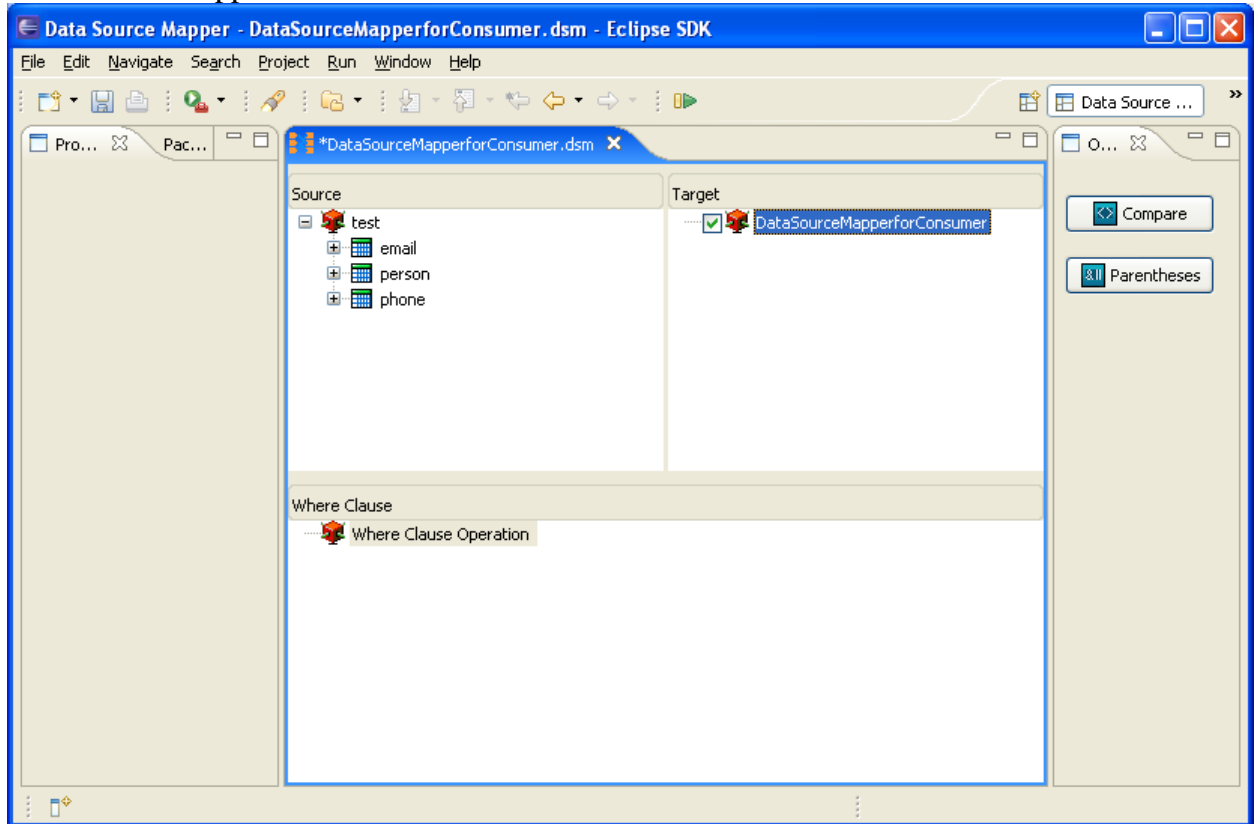 Data Source Mapper - DataSourceMapperforConsumer.dsm - Eclipse SDK
File Edit Navigate Search Project Run Window Help
Data Source ...
»
Pro... Pac...
*DataSourceMapperforConsumer.dsm
O...
Source
Target
test
email
person
phone
DataSourceMapperforConsumer
Compare
Parentheses
Where Clause
Where Clause Operation